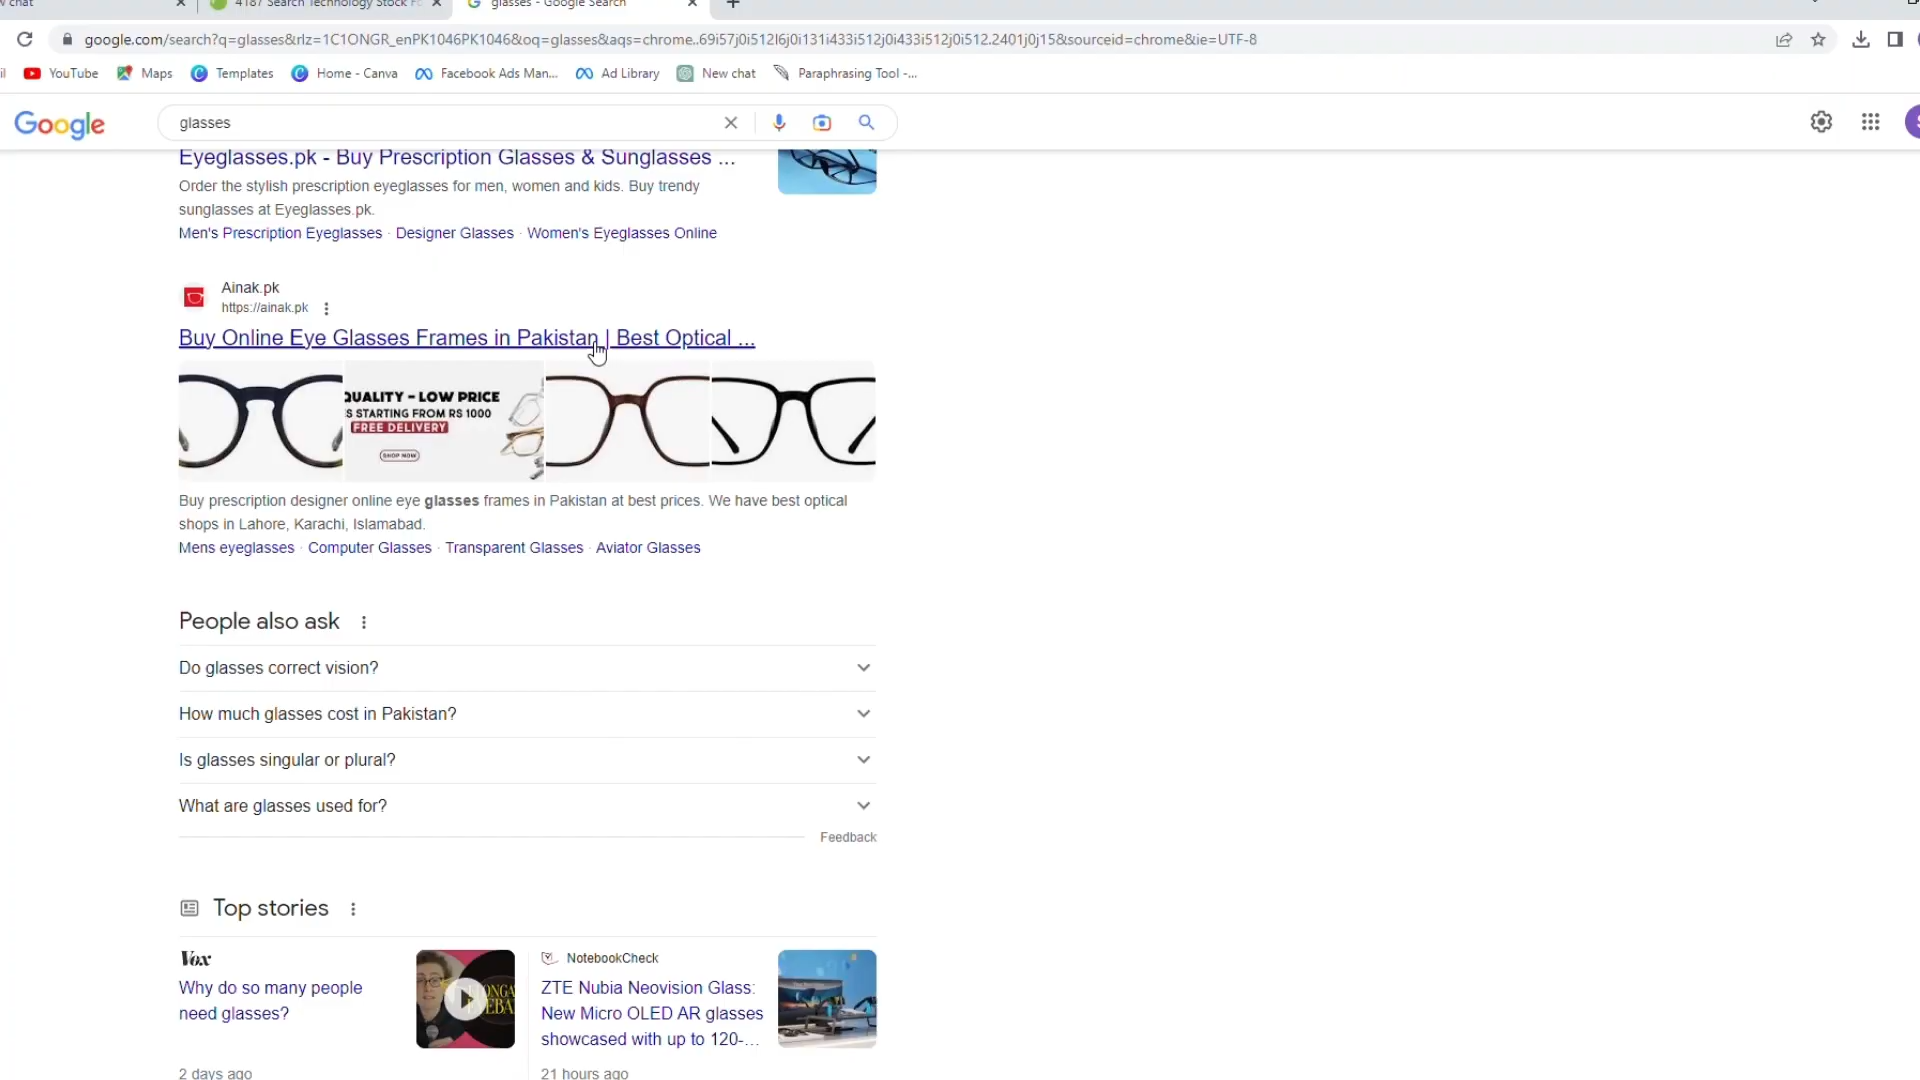 w chat
4187 Search Technology Stock
glasses - Google Search
google.com/search?q=glasses&rlz=1C1ONGR_enPK1046PK1046&oq=glasses&aqs=chrome..69i57j0i512l6j0i131i433i512j0i433i512j0i512.2401j0j15&sourceid=chrome&ie=UTF-8
YouTube
Maps
Templates
Home - Canva
Facebook Ads Man...
Ad Library
New chat
Paraphrasing Tool -...
Google
glasses
Eyeglasses.pk - Buy Prescription Glasses & Sunglasses ...
Order the stylish prescription eyeglasses for men, women and kids. Buy trendy
sunglasses at Eyeglasses.pk.
Men's Prescription Eyeglasses · Designer Glasses · Women's Eyeglasses Online
Ainak.pk
https://ainak.pk
Buy Online Eye Glasses Frames in Pakistan | Best Optical ...
QUALITY - LOW PRICE
S STARTING FROM RS 1000
FREE DELIVERY
SHOP NOW
Buy prescription designer online eye glasses frames in Pakistan at best prices. We have best optical
shops in Lahore, Karachi, Islamabad.
Mens eyeglasses · Computer Glasses · Transparent Glasses · Aviator Glasses
People also ask
Do glasses correct vision?
How much glasses cost in Pakistan?
Is glasses singular or plural?
What are glasses used for?
Feedback
Top stories
Vox
Why do so many people
need glasses?
2 days ago
NotebookCheck
ZTE Nubia Neovision Glass:
New Micro OLED AR glasses
showcased with up to 120-...
21 hours ago